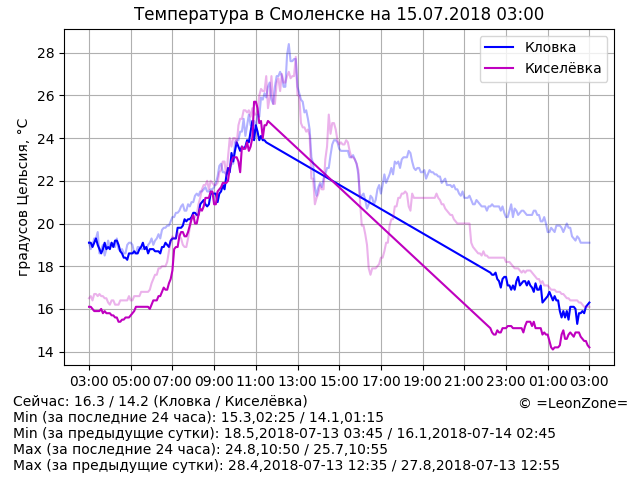 Температура в Смоленске на 15.07.2018 03:00
градусов Цельсия, °C
28
26
24
22
20
18
16
14
Кловка
Киселёвка
03:00 05:00 07:00 09:00 11:00 13:00 15:00 17:00 19:00 21:00 23:00 01:00 03:00
Сейчас: 16.3 / 14.2 (Кловка / Киселёвка)
© =LeonZone=
Min (за последние 24 часа): 15.3,02:25 / 14.1,01:15
Min (за предыдущие сутки): 18.5,2018-07-13 03:45 / 16.1,2018-07-14 02:45
Max (за последние 24 часа): 24.8,10:50 / 25.7,10:55
Max (за предыдущие сутки): 28.4,2018-07-13 12:35 / 27.8,2018-07-13 12:55